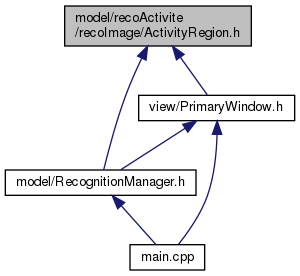 model/recoActivite
/recoImage/ActivityRegion.h
view/PrimaryWindow.h
model/RecognitionManager.h
main.cpp